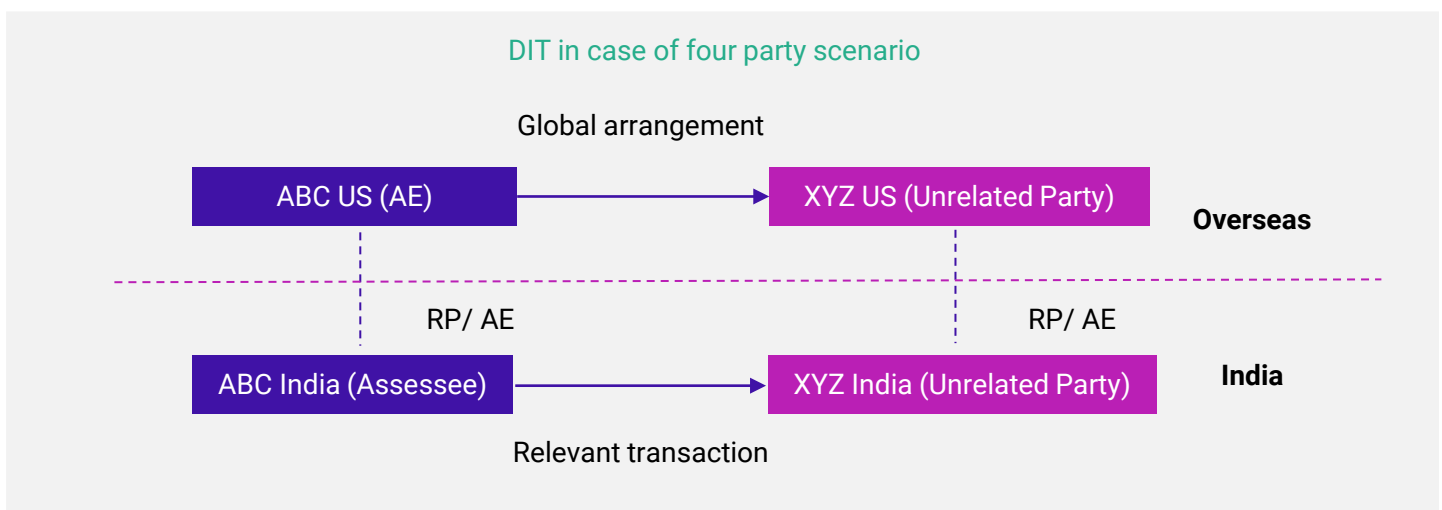 DIT in case of four party scenario
Global arrangement
ABC US (AE)
XYZ US (Unrelated Party)
Overseas
RP/ AE
RP/ AE
ABC India (Assessee)
XYZ India (Unrelated Party)
India
Relevant transaction